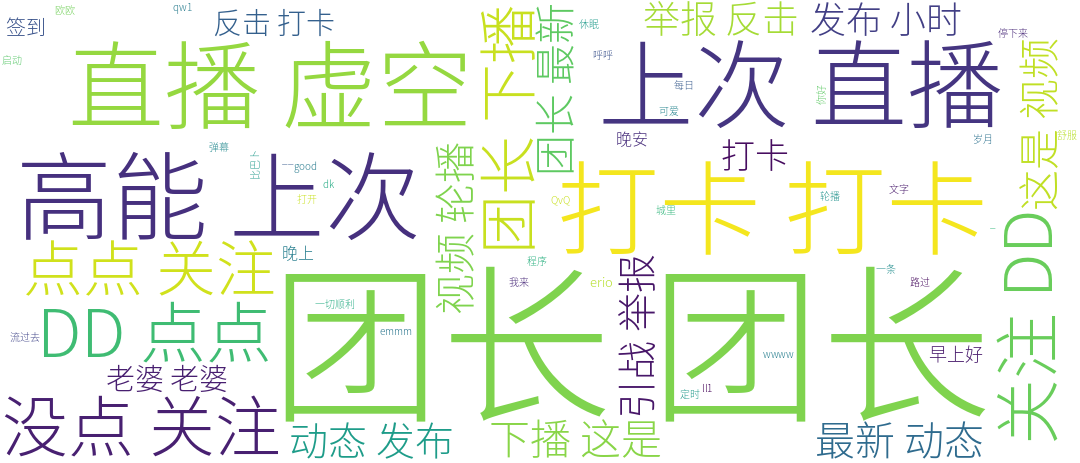 欧欧
qw1
签到
反击 打卡
举报 反击
发布 小时
停下来
启动
直播 虚空
下播
最新
休眠
呼呼
上次 直播
每日
你好
可爱
视频
舒服
弹幕
晚安
打卡
岁月
高能 上次
比巴卜
一一good
dk
打开
视频 轮播
团长
团长
QvQ
打卡 打卡
城里
轮播
文字
这是
晚上
点点 关注
程序
我来
erio
一条
路过
DD
DD 点点
一切顺利
emmm
团长 团长
引战 举报
wwww
定时
ll1
早上好
关注
流过去
老婆 老婆
没点 关注
动态 发布
下播 这是
最新 动态